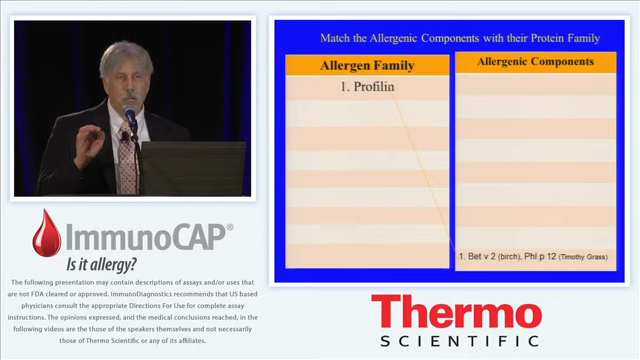 Match the Allergenic Components with their Protein Family
Allergen Family
Allergenic Components
1. Profilin
1. Bet v 2 (birch), Phl p 12 (Timothy Grass)
ImmunoCAP®
Is it allergy?
The following presentation may contain descriptions of assays and/or uses that
are not FDA cleared or approved. ImmunoDiagnostics recommends that US based
physicians consult the appropriate Directions For Use for complete assay
instructions. The opinions expressed, and the medical conclusions reached, in
the following videos are the those of the speakers themselves and not necessarily
those of Thermo Scientific or any of its affiliates.
Thermo
SCIENTIFIC